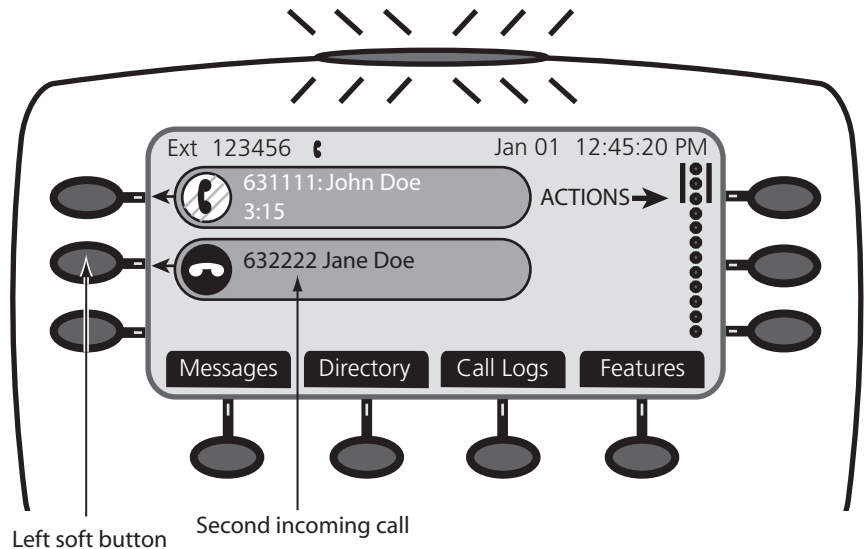 Ext 123456 Jan 01 12:45:20 PM
631111:John Doe
3:15
ACTIONS
632222 Jane Doe
Messages Directory Call Logs Features
Left soft button
Second incoming call